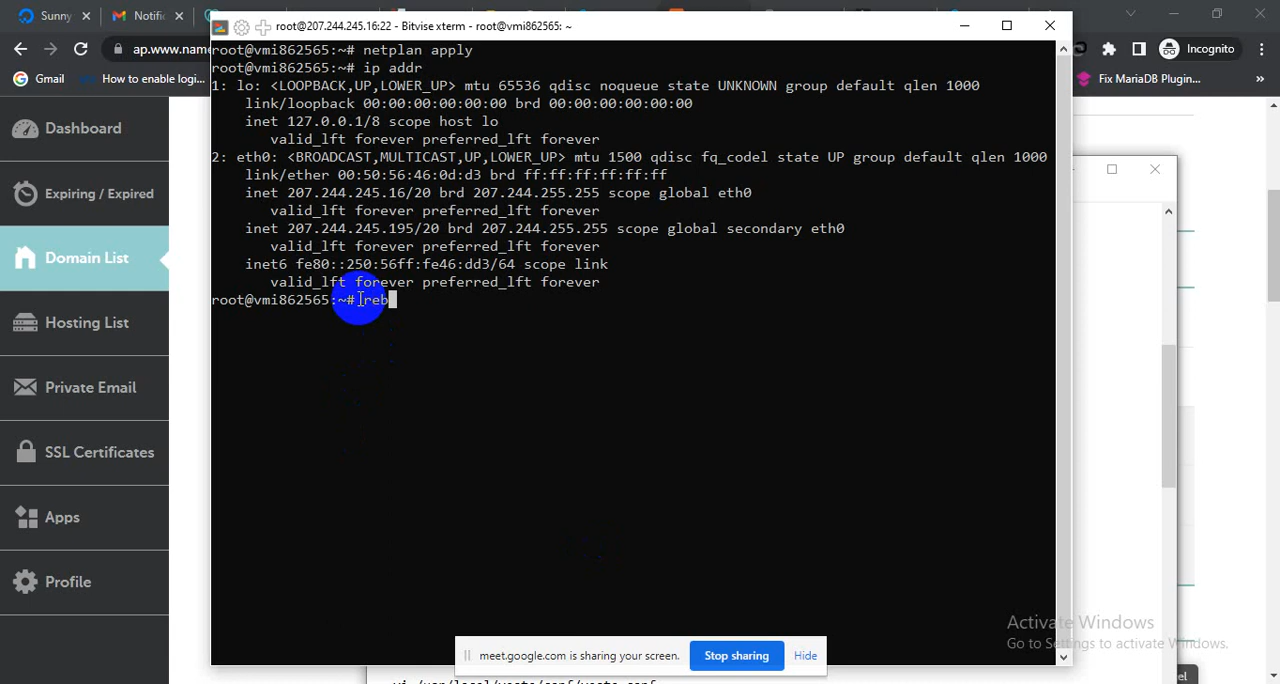 Sunny
Notific
root@207.244.245.16:22 - Bitvise xterm - root@vmi862565: ~
ap.www.name
Incognito
Gmail
How to enable logi...
Fix MariaDB Plugin...
»
Dashboard
Expiring / Expired
Domain List
Hosting List
Private Email
SSL Certificates
Apps
Profile
root@vmi862565:~# netplan apply
root@vmi862565:~# ip addr
1: lo: <LOOPBACK,UP,LOWER_UP> mtu 65536 qdisc noqueue state UNKNOWN group default qlen 1000
link/loopback 00:00:00:00:00:00 brd 00:00:00:00:00:00
inet 127.0.0.1/8 scope host lo
valid_lft forever preferred_lft forever
2: eth0: <BROADCAST,MULTICAST,UP,LOWER_UP> mtu 1500 qdisc fq_codel state UP group default qlen 1000
link/ether 00:50:56:46:0d:d3 brd ff:ff:ff:ff:ff:ff
inet 207.244.245.16/20 brd 207.244.255.255 scope global eth0
valid_lft forever preferred_lft forever
inet 207.244.245.195/20 brd 207.244.255.255 scope global secondary eth0
valid_lft forever preferred_lft forever
inet6 fe80::250:56ff:fe46:dd3/64 scope link
valid_lft forever preferred_lft forever
root@vmi862565:~# reb
Activate Windows
Go to Settings to activate Windows.
meet.google.com is sharing your screen.
Stop sharing
Hide